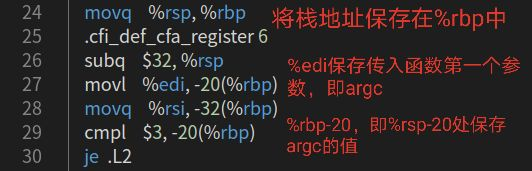 24 movq %rsp, %rbp 将栈地址保存在%rbp中
25 .cfi_def_cfa_register 6
26 subq $32, %rsp
27 movl %edi, -20(%rbp) %edi保存传入函数第一个参
28 movq %rsi, -32(%rbp) 数，即argc
29 cmpl $3, -20(%rbp) %rbp-20，即%rsp-20处保存
30 je .L2 argc的值